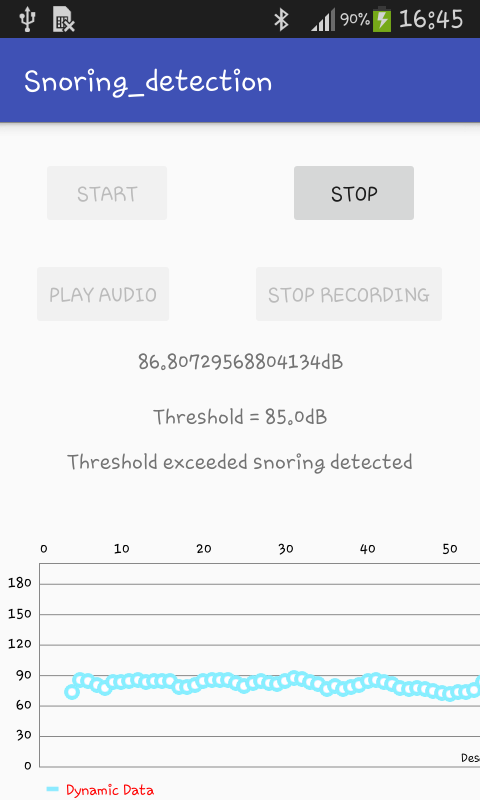 90% 16:45
Snoring_detection
START STOP
PLAY AUDIO STOP RECORDING
86.80729568804134dB
Threshold = 85.0dB
Threshold exceeded snoring detected
0 10 20 30 40 50
180
150
120
90
60
30
0
Des
Dynamic Data